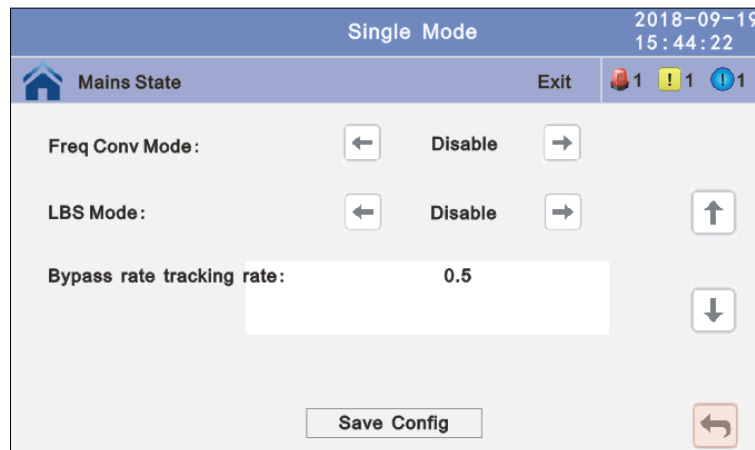 Single Mode
2018-09-19
15:44:22
Mains State
Exit
1
! 1
! 1
Freq Conv Mode:
Disable
LBS Mode:
Disable
Bypass rate tracking rate:
0.5
Save Config